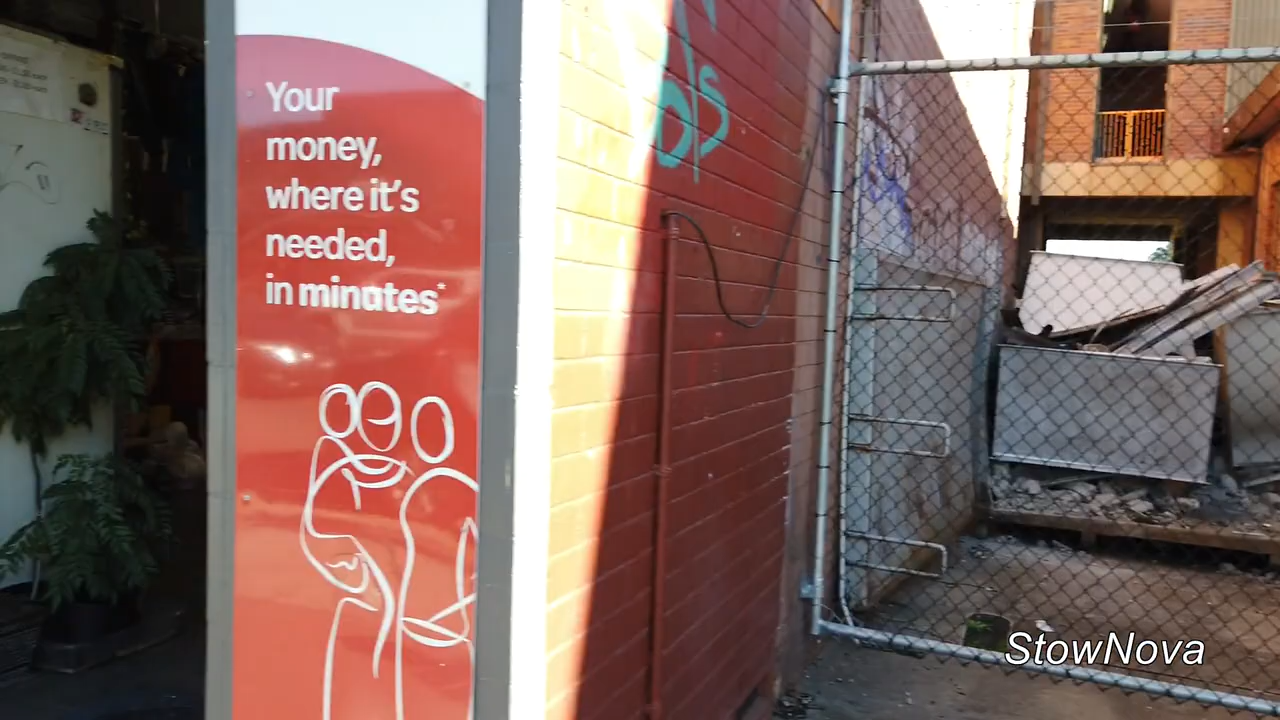 Your
money,
where it's
needed,
in minutes*
StowNova